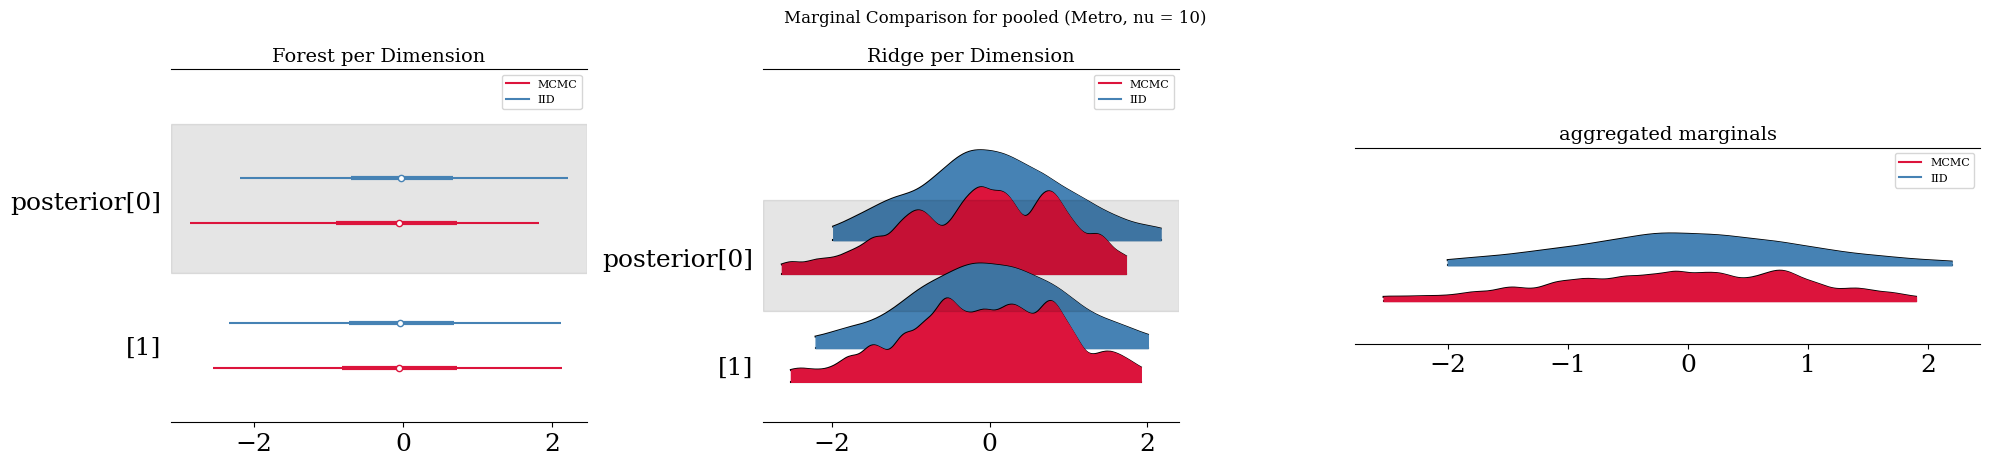 Marginal Comparison for pooled (Metro, nu = 10)
Forest per Dimension
MCMC
IID
posterior[0]
[1]
−2 0 2
Ridge per Dimension
MCMC
IID
posterior[0]
[1]
−2 0 2
aggregated marginals
MCMC
IID
−2 −1 0 1 2